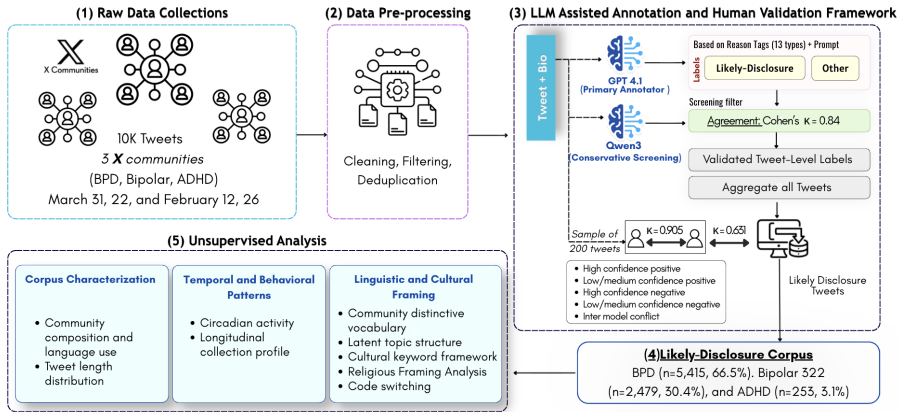 (1) Raw Data Collections
X Communities
10K Tweets
3 X communities
(BPD, Bipolar, ADHD)
March 31, 22, and February 12, 26
(2) Data Pre-processing
Cleaning, Filtering,
Deduplication
(3) LLM Assisted Annotation and Human Validation Framework
Tweet + Bio
GPT 4.1
(Primary Annotator )
Qwen3
(Conservative Screening)
Based on Reason Tags (13 types) + Prompt
Labels
Likely-Disclosure
Other
Screening filter
Agreement: Cohen's κ = 0.84
Validated Tweet-Level Labels
Aggregate all Tweets
Sample of
200 tweets
κ = 0.905
κ = 0.631
• High confidence positive
• Low/medium confidence positive
• High confidence negative
• Low/medium confidence negative
• Inter model conflict
Likely Disclosure
Tweets
(4)Likely-Disclosure Corpus
BPD (n=5,415, 66.5%). Bipolar 322
(n=2,479, 30.4%), and ADHD (n=253, 3.1%)
(5) Unsupervised Analysis
Corpus Characterization
• Community
composition and
language use
• Tweet length
distribution
Temporal and Behavioral
Patterns
• Circadian activity
• Longitudinal
collection profile
Linguistic and Cultural
Framing
• Community distinctive
vocabulary
• Latent topic structure
• Cultural keyword framework
• Religious Framing Analysis
• Code switching